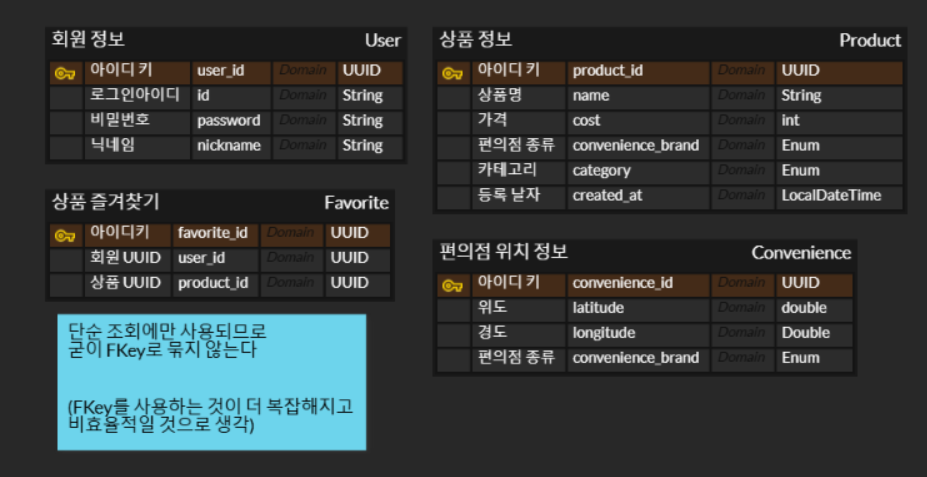 회원 정보 User
아이디 키 user_id Domain UUID
로그인아이디 id Domain String
비밀번호 password Domain String
닉네임 nickname Domain String
상품 정보 Product
아이디 키 product_id Domain UUID
상품명 name Domain String
가격 cost Domain int
편의점 종류 convenience_brand Domain Enum
카테고리 category Domain Enum
등록 날자 created_at Domain LocalDateTime
상품 즐겨찾기 Favorite
아이디키 favorite_id Domain UUID
회원 UUID user_id Domain UUID
상품 UUID product_id Domain UUID
편의점 위치 정보 Convenience
아이디 키 convenience_id Domain UUID
위도 latitude Domain double
경도 longitude Domain Double
편의점 종류 convenience_brand Domain Enum
단순 조회에만 사용되므로
굳이 FKey로 묶지 않는다
(FKey를 사용하는 것이 더 복잡해지고
비효율적일 것으로 생각)